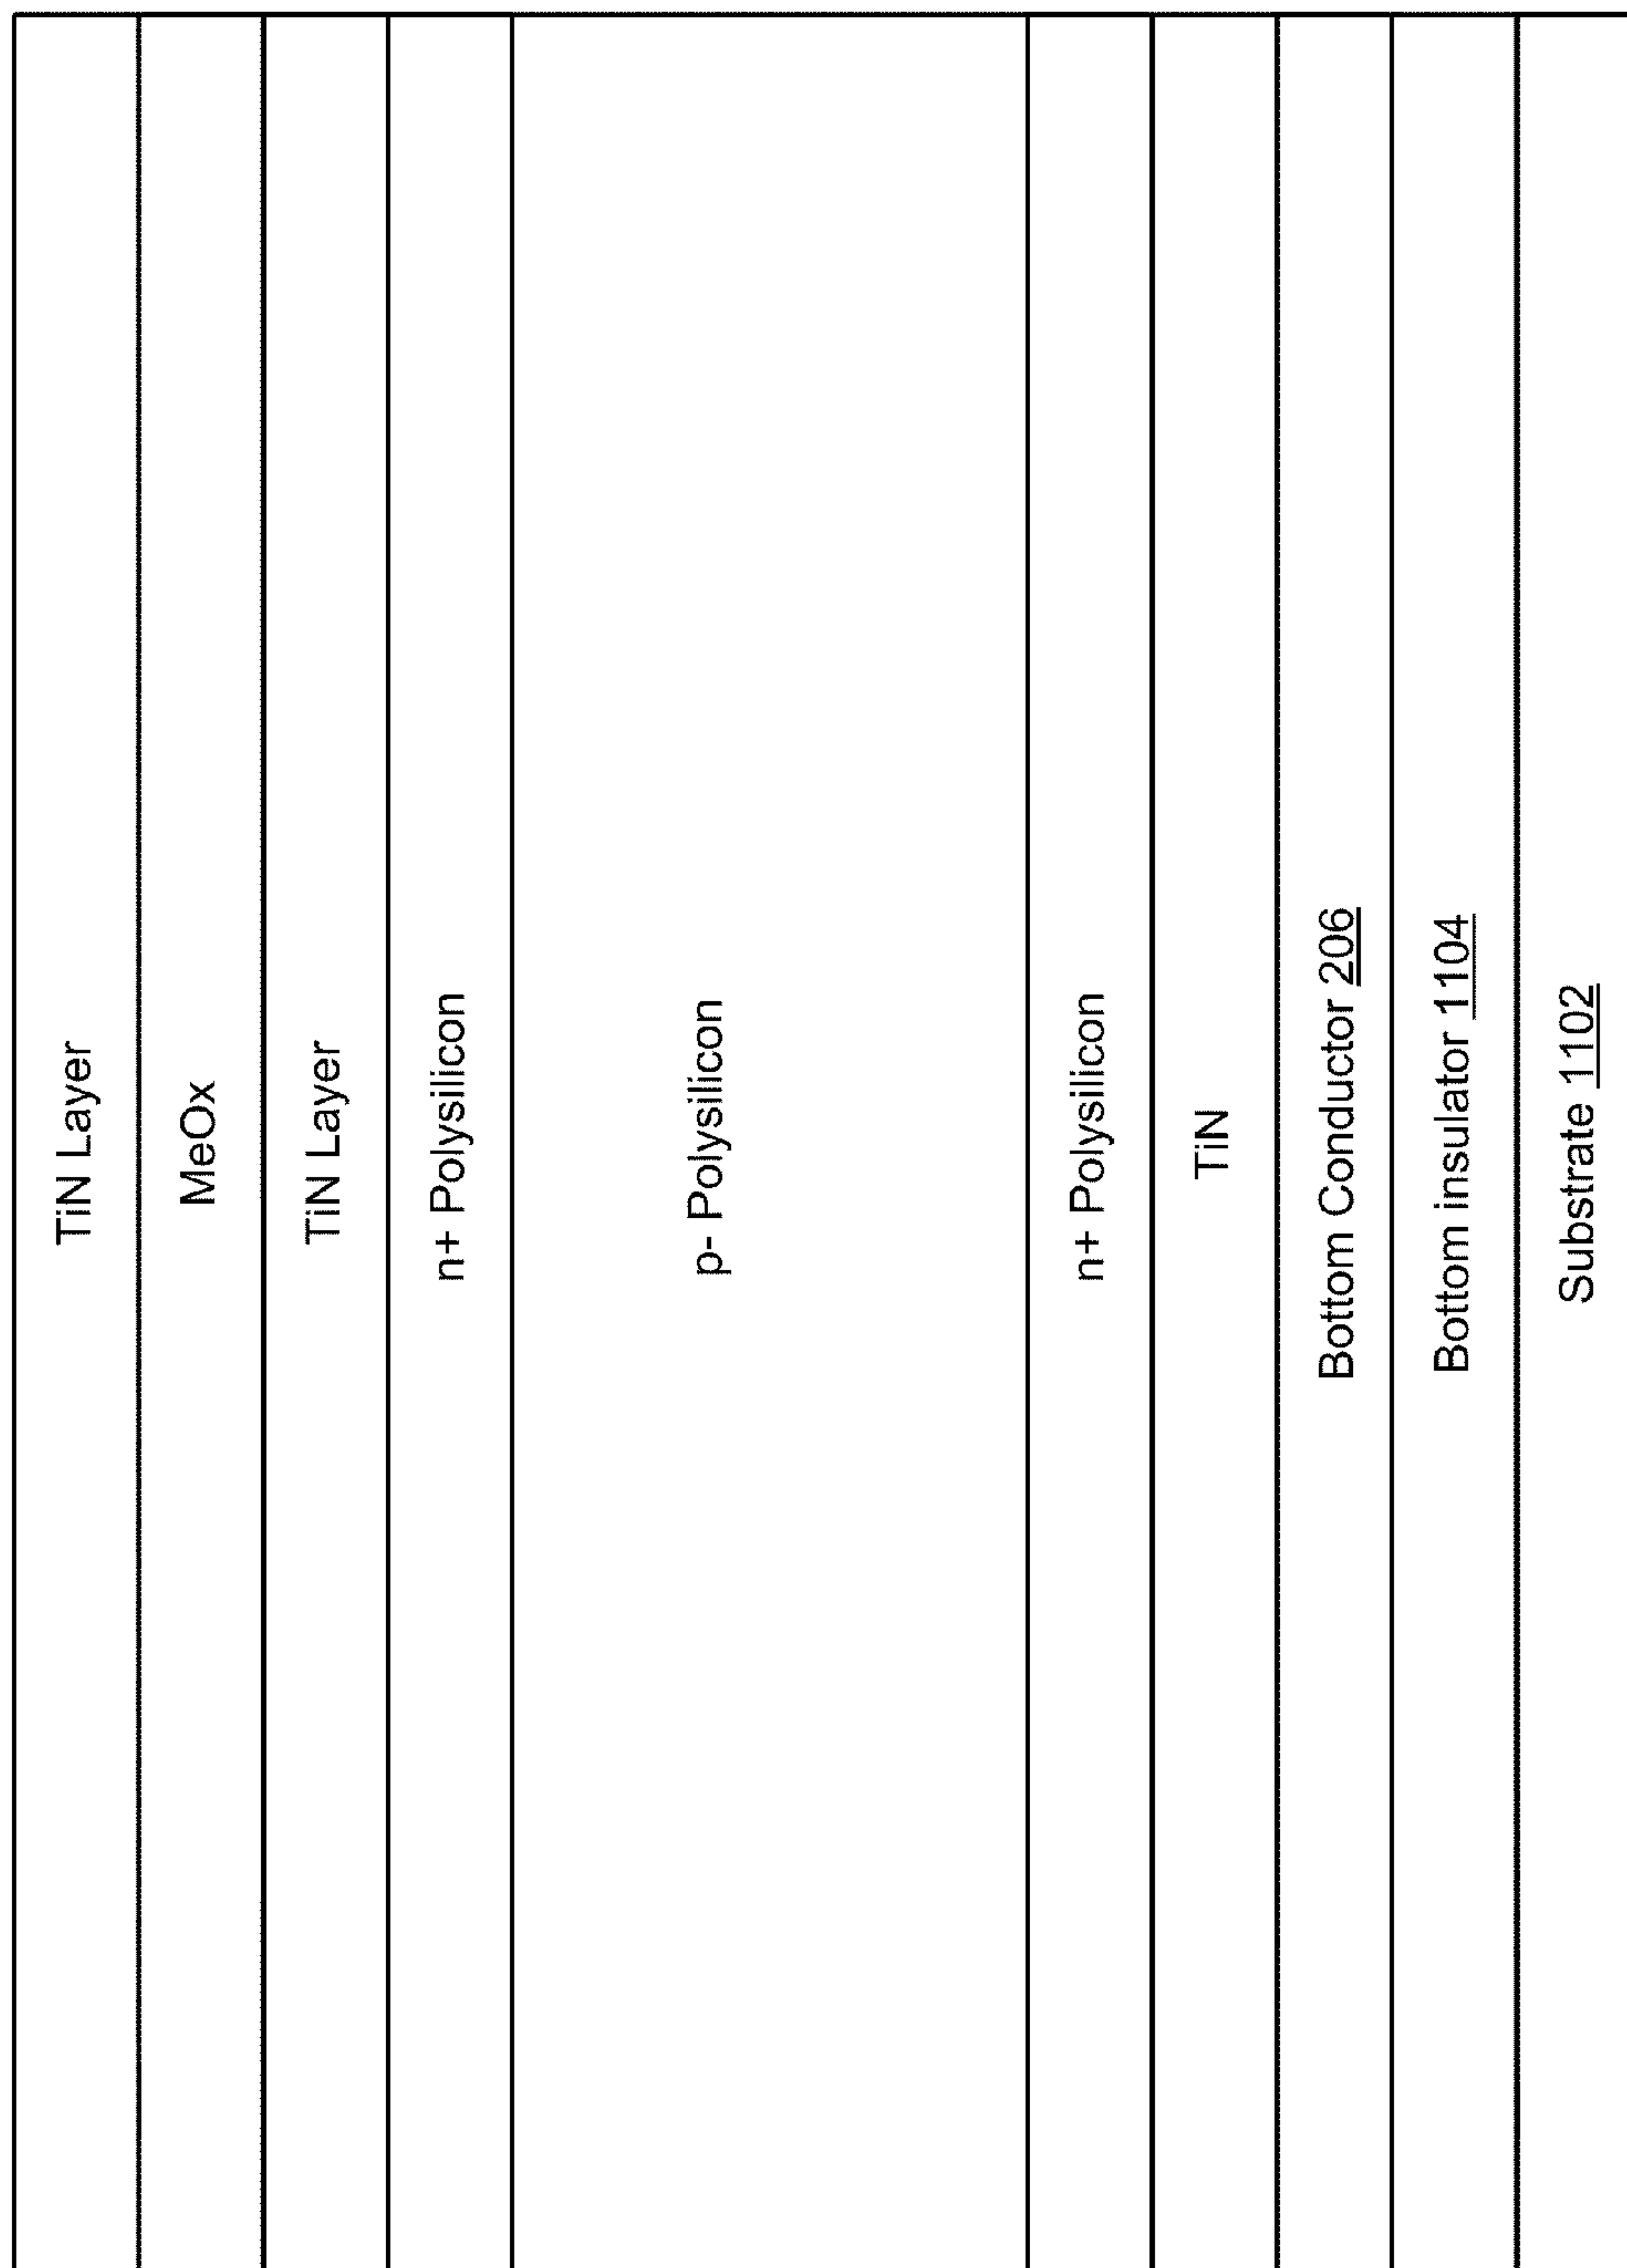 TiN Layer
MeOx
TiN Layer
n+ Polysilicon
p- Polysilicon
n+ Polysilicon
TiN
Bottom Conductor 206
Bottom insulator 1104
Substrate 1102